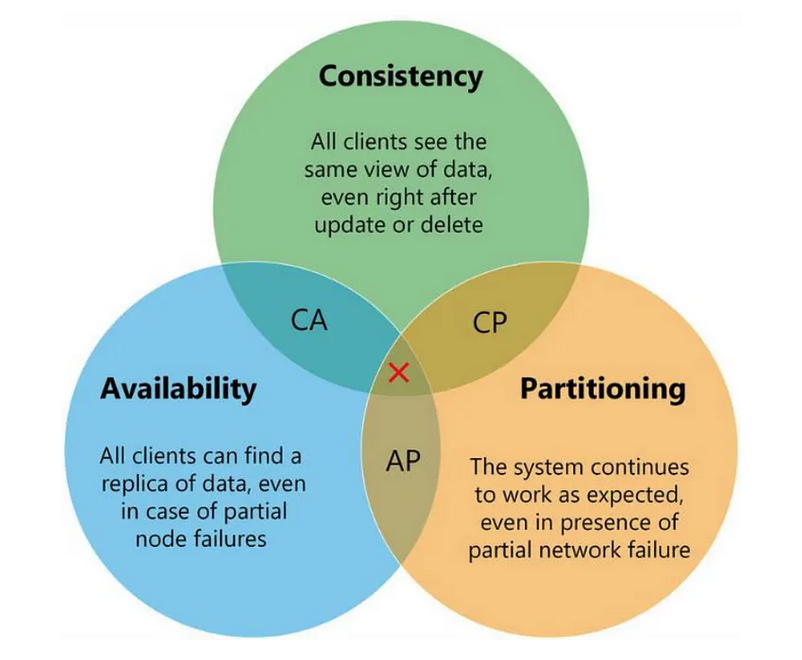 Consistency
All clients see the
same view of data,
even right after
update or delete
CA
CP
Availability
All clients can find a
replica of data, even
in case of partial
node failures
Partitioning
The system continues
to work as expected,
even in presence of
partial network failure
AP